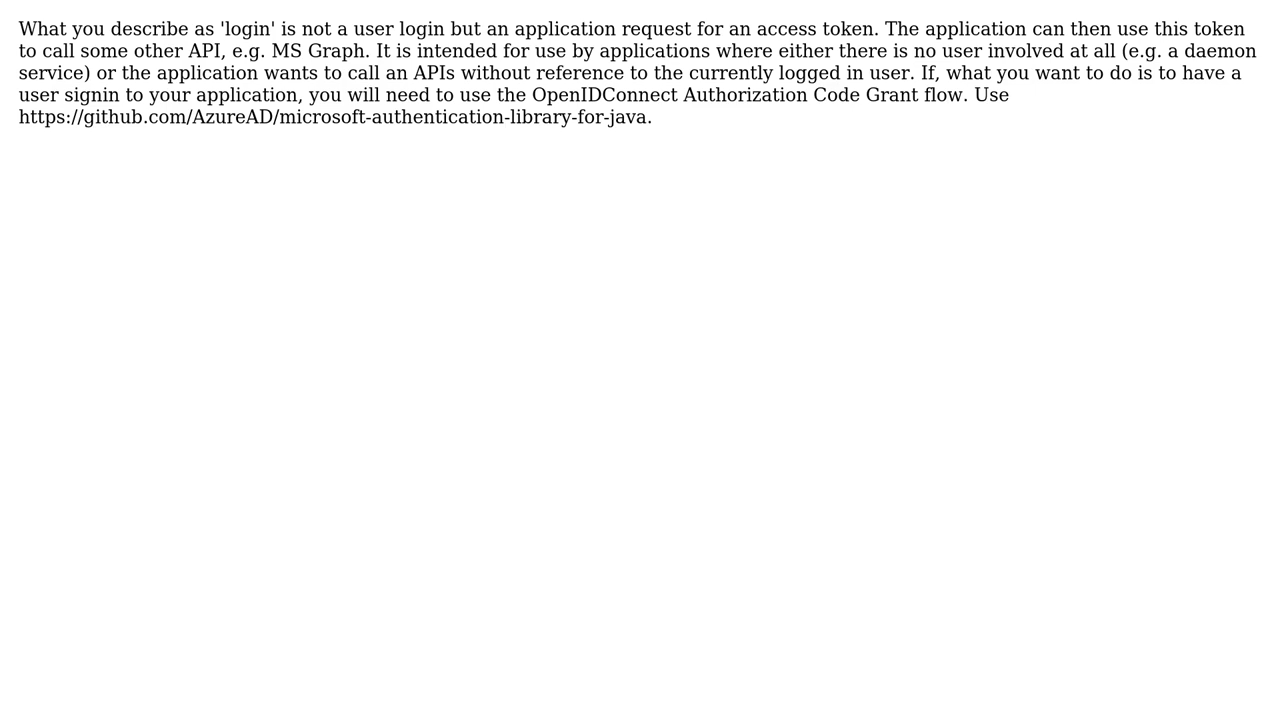 What you describe as 'login' is not a user login but an application request for an access token. The application can then use this token
to call some other API, e.g. MS Graph. It is intended for use by applications where either there is no user involved at all (e.g. a daemon
service) or the application wants to call an APIs without reference to the currently logged in user. If, what you want to do is to have a
user signin to your application, you will need to use the OpenIDConnect Authorization Code Grant flow. Use
https://github.com/AzureAD/microsoft-authentication-library-for-java.